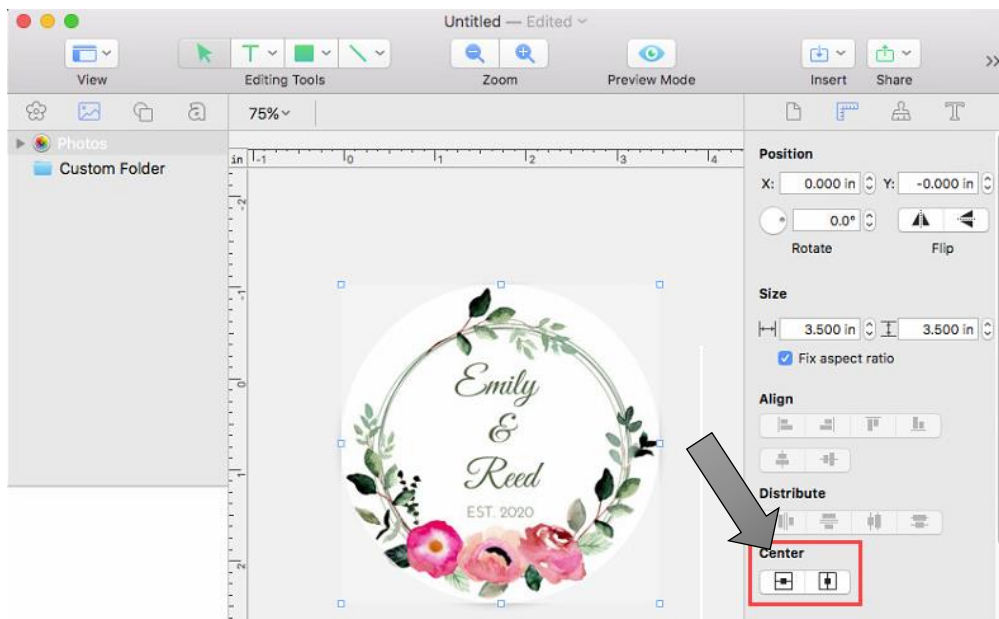 Untitled — Edited
View
Editing Tools
Zoom
Preview Mode
Insert
Share
75%
Photos
Custom Folder
in -1 0 1 2 3 4
-2
-1
0
1
2
Emily
&
Reed
EST. 2020
Position
X: 0.000 in Y: -0.000 in
0.0°
Rotate Flip
Size
3.500 in 3.500 in
Fix aspect ratio
Align
Distribute
Center